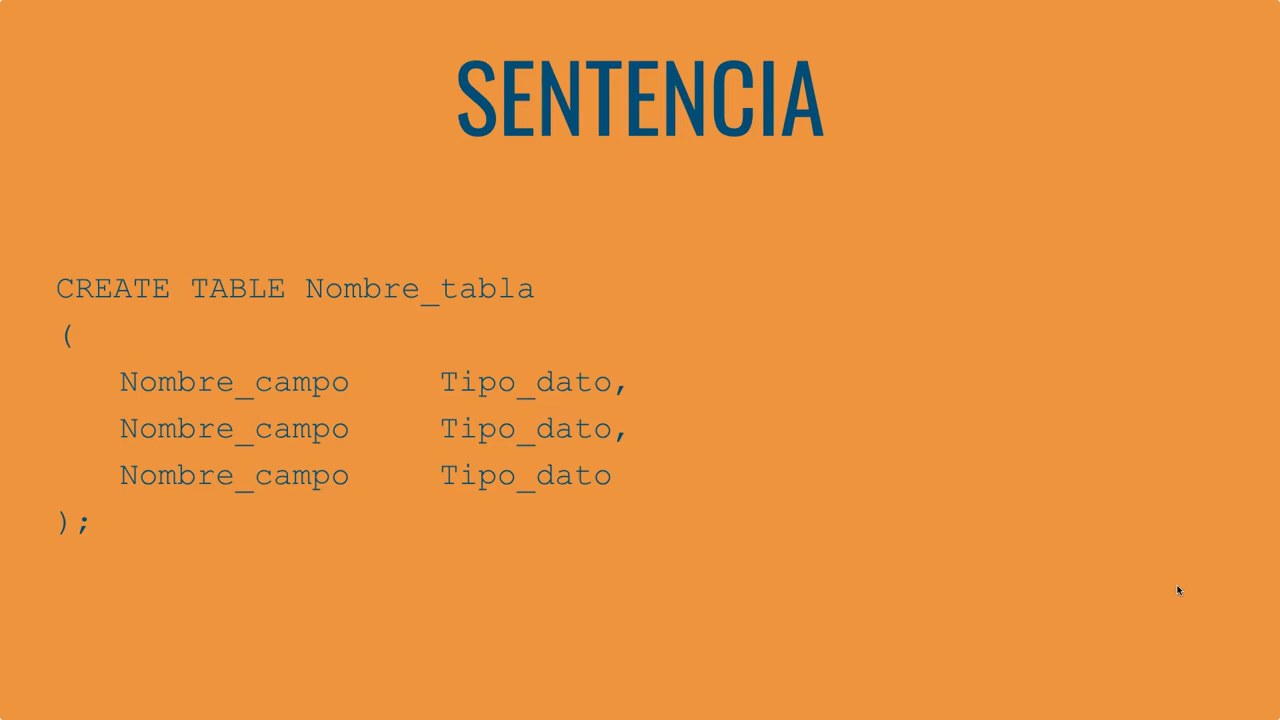 SENTENCIA
CREATE TABLE Nombre_tabla
(
Nombre_campo Tipo_dato,
Nombre_campo Tipo_dato,
Nombre_campo Tipo_dato
);